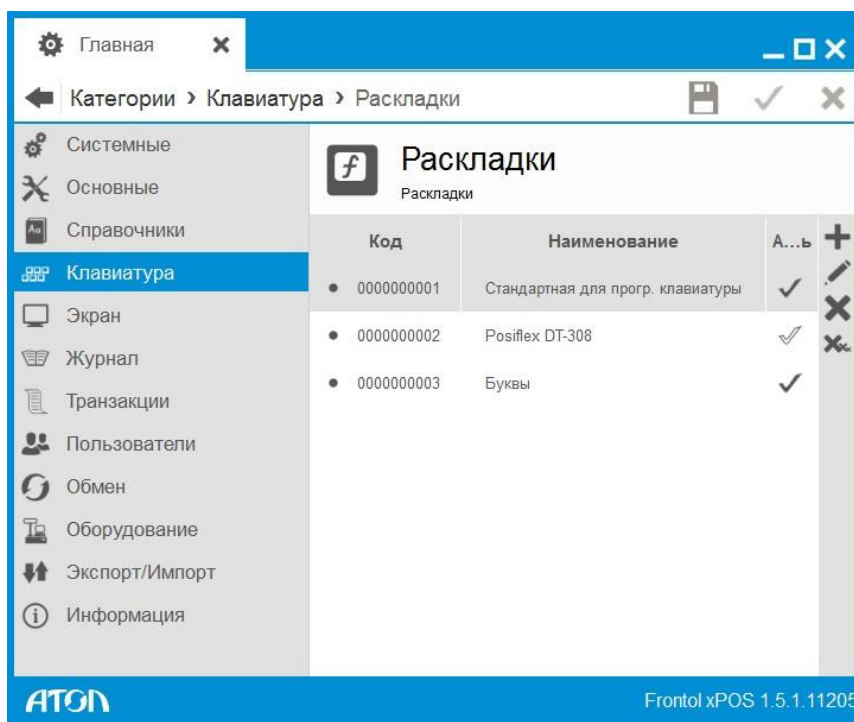 Главная
Категории › Клавиатура › Раскладки
Системные
Основные
Справочники
Клавиатура
Экран
Журнал
Транзакции
Пользователи
Обмен
Оборудование
Экспорт/Импорт
Информация
Раскладки
Раскладки
Код Наименование А...ь
0000000001 Стандартная для прогр. клавиатуры
0000000002 Posiflex DT-308
0000000003 Буквы
ATOL
Frontol xPOS 1.5.1.11205